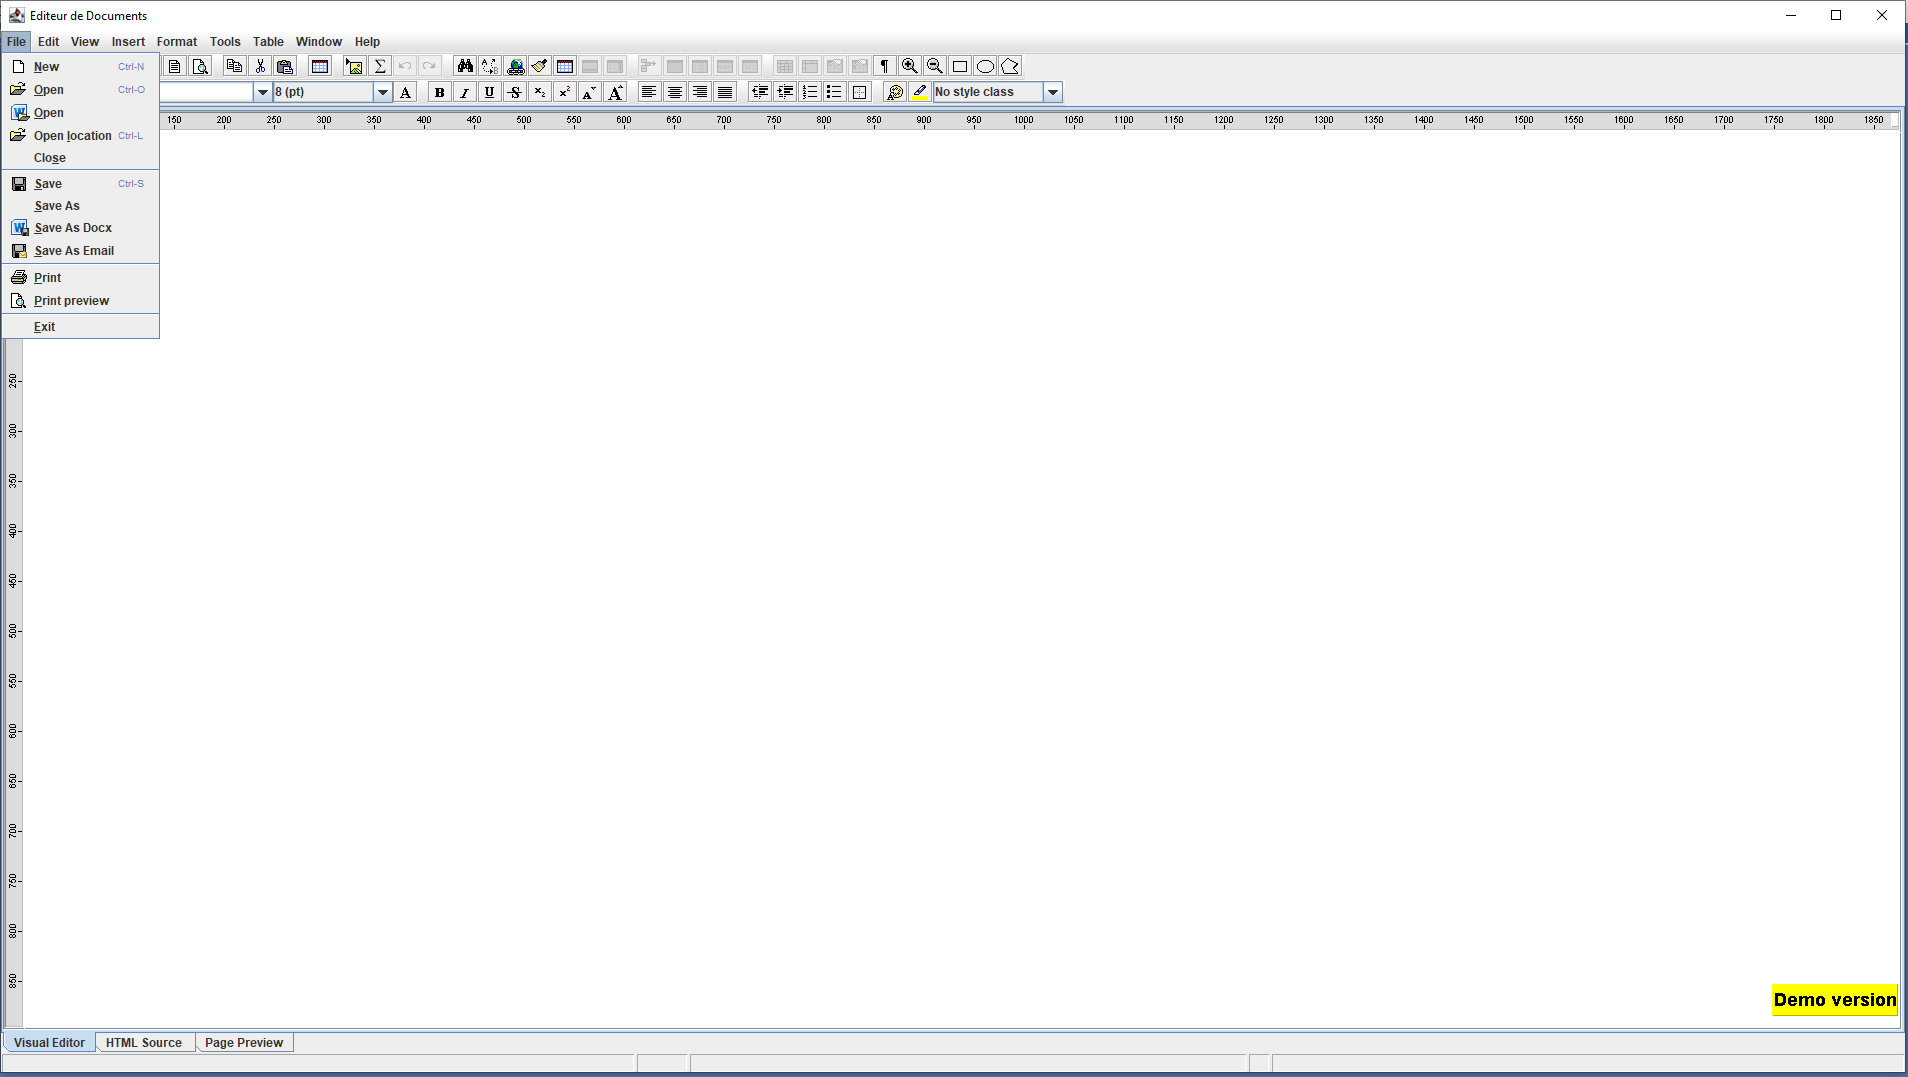 Editeur de Documents
File Edit View Insert Format Tools Table Window Help
New Ctrl-N
Open Ctrl-O
Open
Open location Ctrl-L
Close
Save Ctrl-S
Save As
Save As Docx
Save As Email
Print
Print preview
Exit
8 (pt) A B I U S x₂ x² A A No style class
150 200 250 300 350 400 450 500 550 600 650 700 750 800 850 900 950 1000 1050 1100 1150 1200 1250 1300 1350 1400 1450 1500 1550 1600 1650 1700 1750 1800 1850
250
300
350
400
450
500
550
600
650
700
750
800
850
Demo version
Visual Editor HTML Source Page Preview